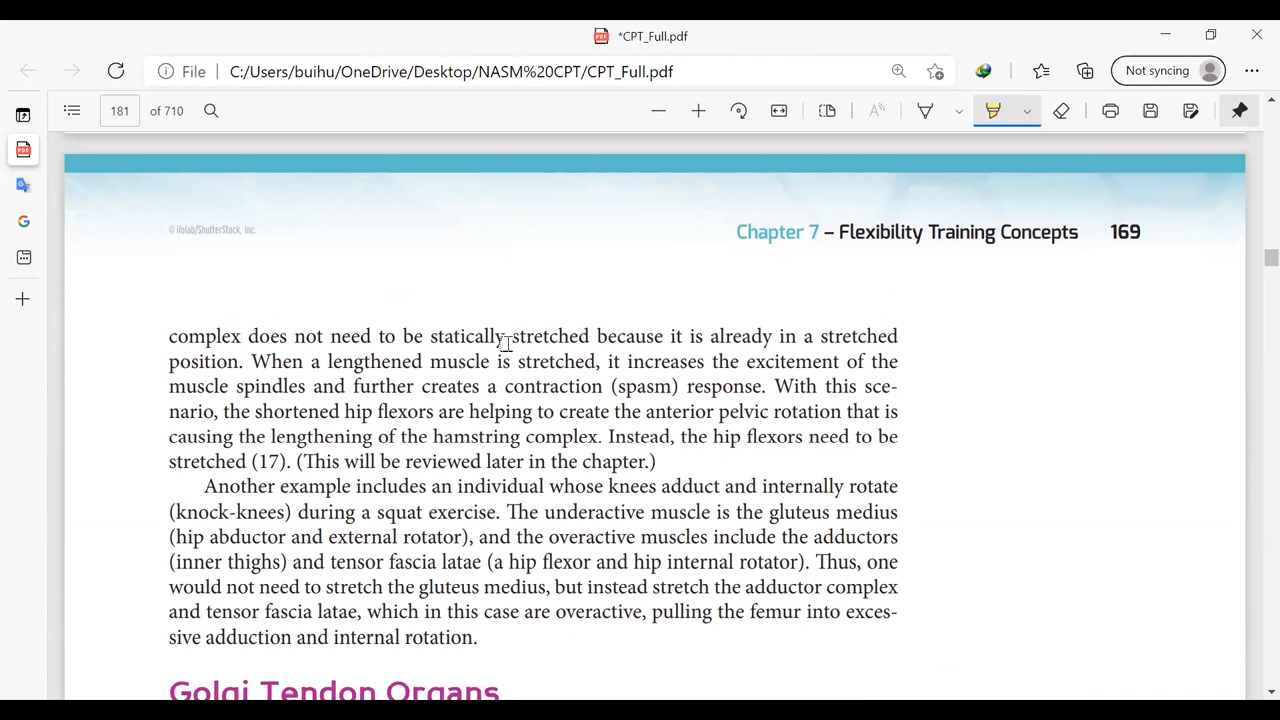 *CPT_Full.pdf
File C:/Users/buihu/OneDrive/Desktop/NASM%20CPT/CPT_Full.pdf Not syncing
181 of 710
© ilolab/ShutterStock, Inc.
Chapter 7 – Flexibility Training Concepts 169
complex does not need to be statically stretched because it is already in a stretched
position. When a lengthened muscle is stretched, it increases the excitement of the
muscle spindles and further creates a contraction (spasm) response. With this sce-
nario, the shortened hip flexors are helping to create the anterior pelvic rotation that is
causing the lengthening of the hamstring complex. Instead, the hip flexors need to be
stretched (17). (This will be reviewed later in the chapter.)
Another example includes an individual whose knees adduct and internally rotate
(knock-knees) during a squat exercise. The underactive muscle is the gluteus medius
(hip abductor and external rotator), and the overactive muscles include the adductors
(inner thighs) and tensor fascia latae (a hip flexor and hip internal rotator). Thus, one
would not need to stretch the gluteus medius, but instead stretch the adductor complex
and tensor fascia latae, which in this case are overactive, pulling the femur into exces-
sive adduction and internal rotation.
Golgi Tendon Organs